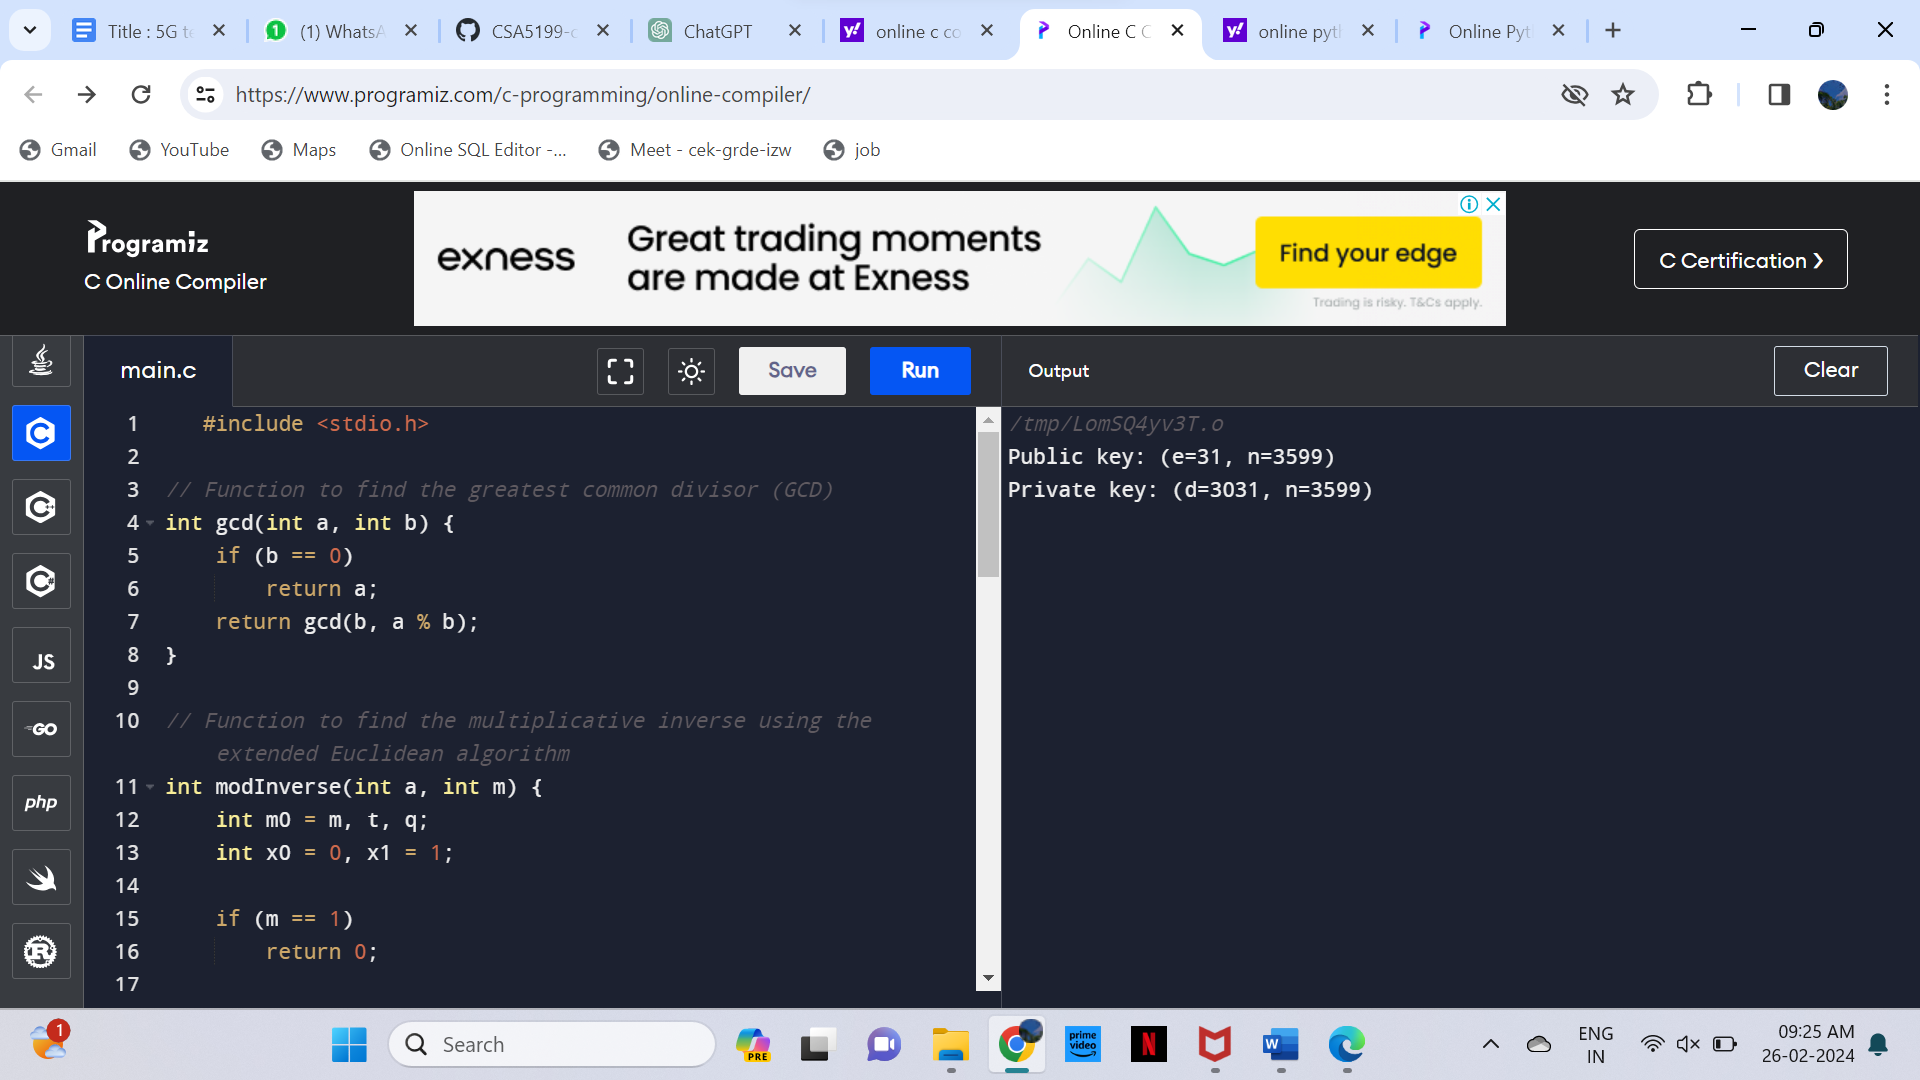 Title : 5G te
(1) WhatsA
CSA5199-c
ChatGPT
online c co
Online C C
online pyt
Online Pyt
https://www.programiz.com/c-programming/online-compiler/
Gmail
YouTube
Maps
Online SQL Editor -...
Meet - cek-grde-izw
job
Programiz
C Online Compiler
exness
Great trading moments
are made at Exness
Find your edge
Trading is risky. T&Cs apply.
C Certification ❯
main.c
Save
Run
Output
Clear
1 #include <stdio.h>
2
3 // Function to find the greatest common divisor (GCD)
4 int gcd(int a, int b) {
5 if (b == 0)
6 return a;
7 return gcd(b, a % b);
8 }
9
10 // Function to find the multiplicative inverse using the
extended Euclidean algorithm
11 int modInverse(int a, int m) {
12 int m0 = m, t, q;
13 int x0 = 0, x1 = 1;
14
15 if (m == 1)
16 return 0;
17
/tmp/LomSQ4yv3T.o
Public key: (e=31, n=3599)
Private key: (d=3031, n=3599)
JS
GO
php
1
Search
PRE
prime
video
N
W
ENG
IN
09:25 AM
26-02-2024